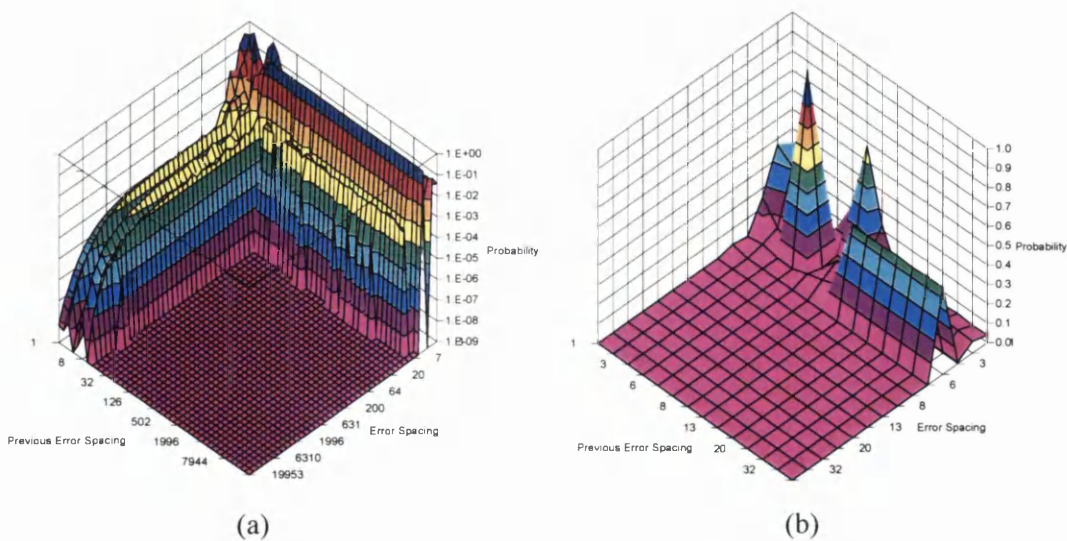 1.E+00
1.E-01
1.E-02
1.E-03
1.E-04
1.E-05
1.E-06
1.E-07
1.E-08
1.E-09
Probability
1
8
32
126
502
1996
7944
Previous Error Spacing
7
20
64
200
631
1996
6310
19953
Error Spacing
(a)
1.0
0.9
0.8
0.7
0.6
0.5
0.4
0.3
0.2
0.1
0.0
Probability
1
3
6
8
13
20
32
Previous Error Spacing
3
6
8
13
20
32
Error Spacing
(b)